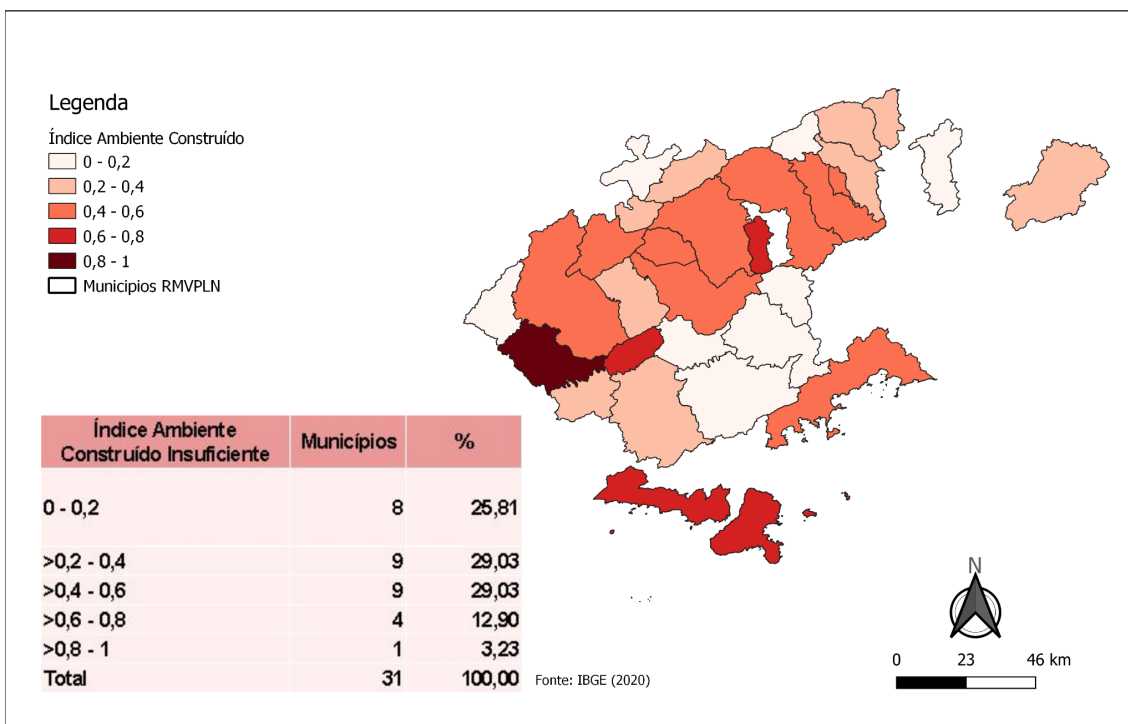 Legenda
Índice Ambiente Construído
0 - 0,2
0,2 - 0,4
0,4 - 0,6
0,6 - 0,8
0,8 - 1
Municipios RMVPLN
Índice Ambiente Construído Insuficiente Municípios %
0 - 0,2 8 25,81
>0,2 - 0,4 9 29,03
>0,4 - 0,6 9 29,03
>0,6 - 0,8 4 12,90
>0,8 - 1 1 3,23
Total 31 100,00
Fonte: IBGE (2020)
N
0 23 46 km